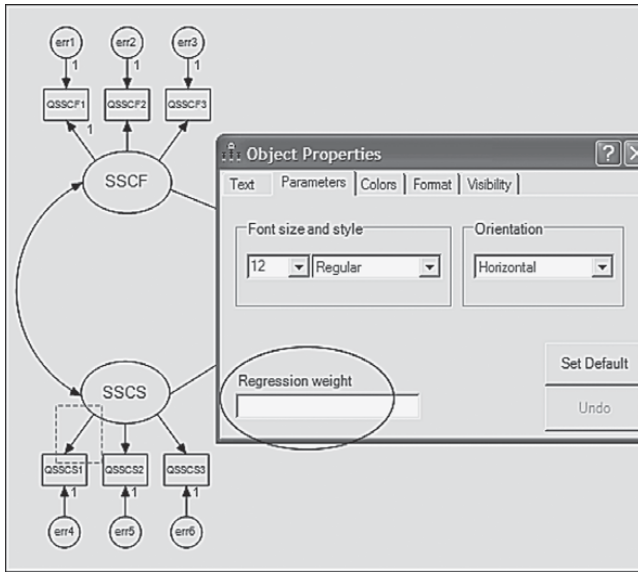 err1 err2 err3
1 1 1
QSSCF1 QSSCF2 QSSCF3
1
SSCF
Object Properties
Text Parameters Colors Format Visibility
Font size and style
Orientation
12 Regular
Horizontal
Set Default
Regression weight
Undo
SSCS
QSSCS1 QSSCS2 QSSCS3
1 1 1
err4 err5 err6